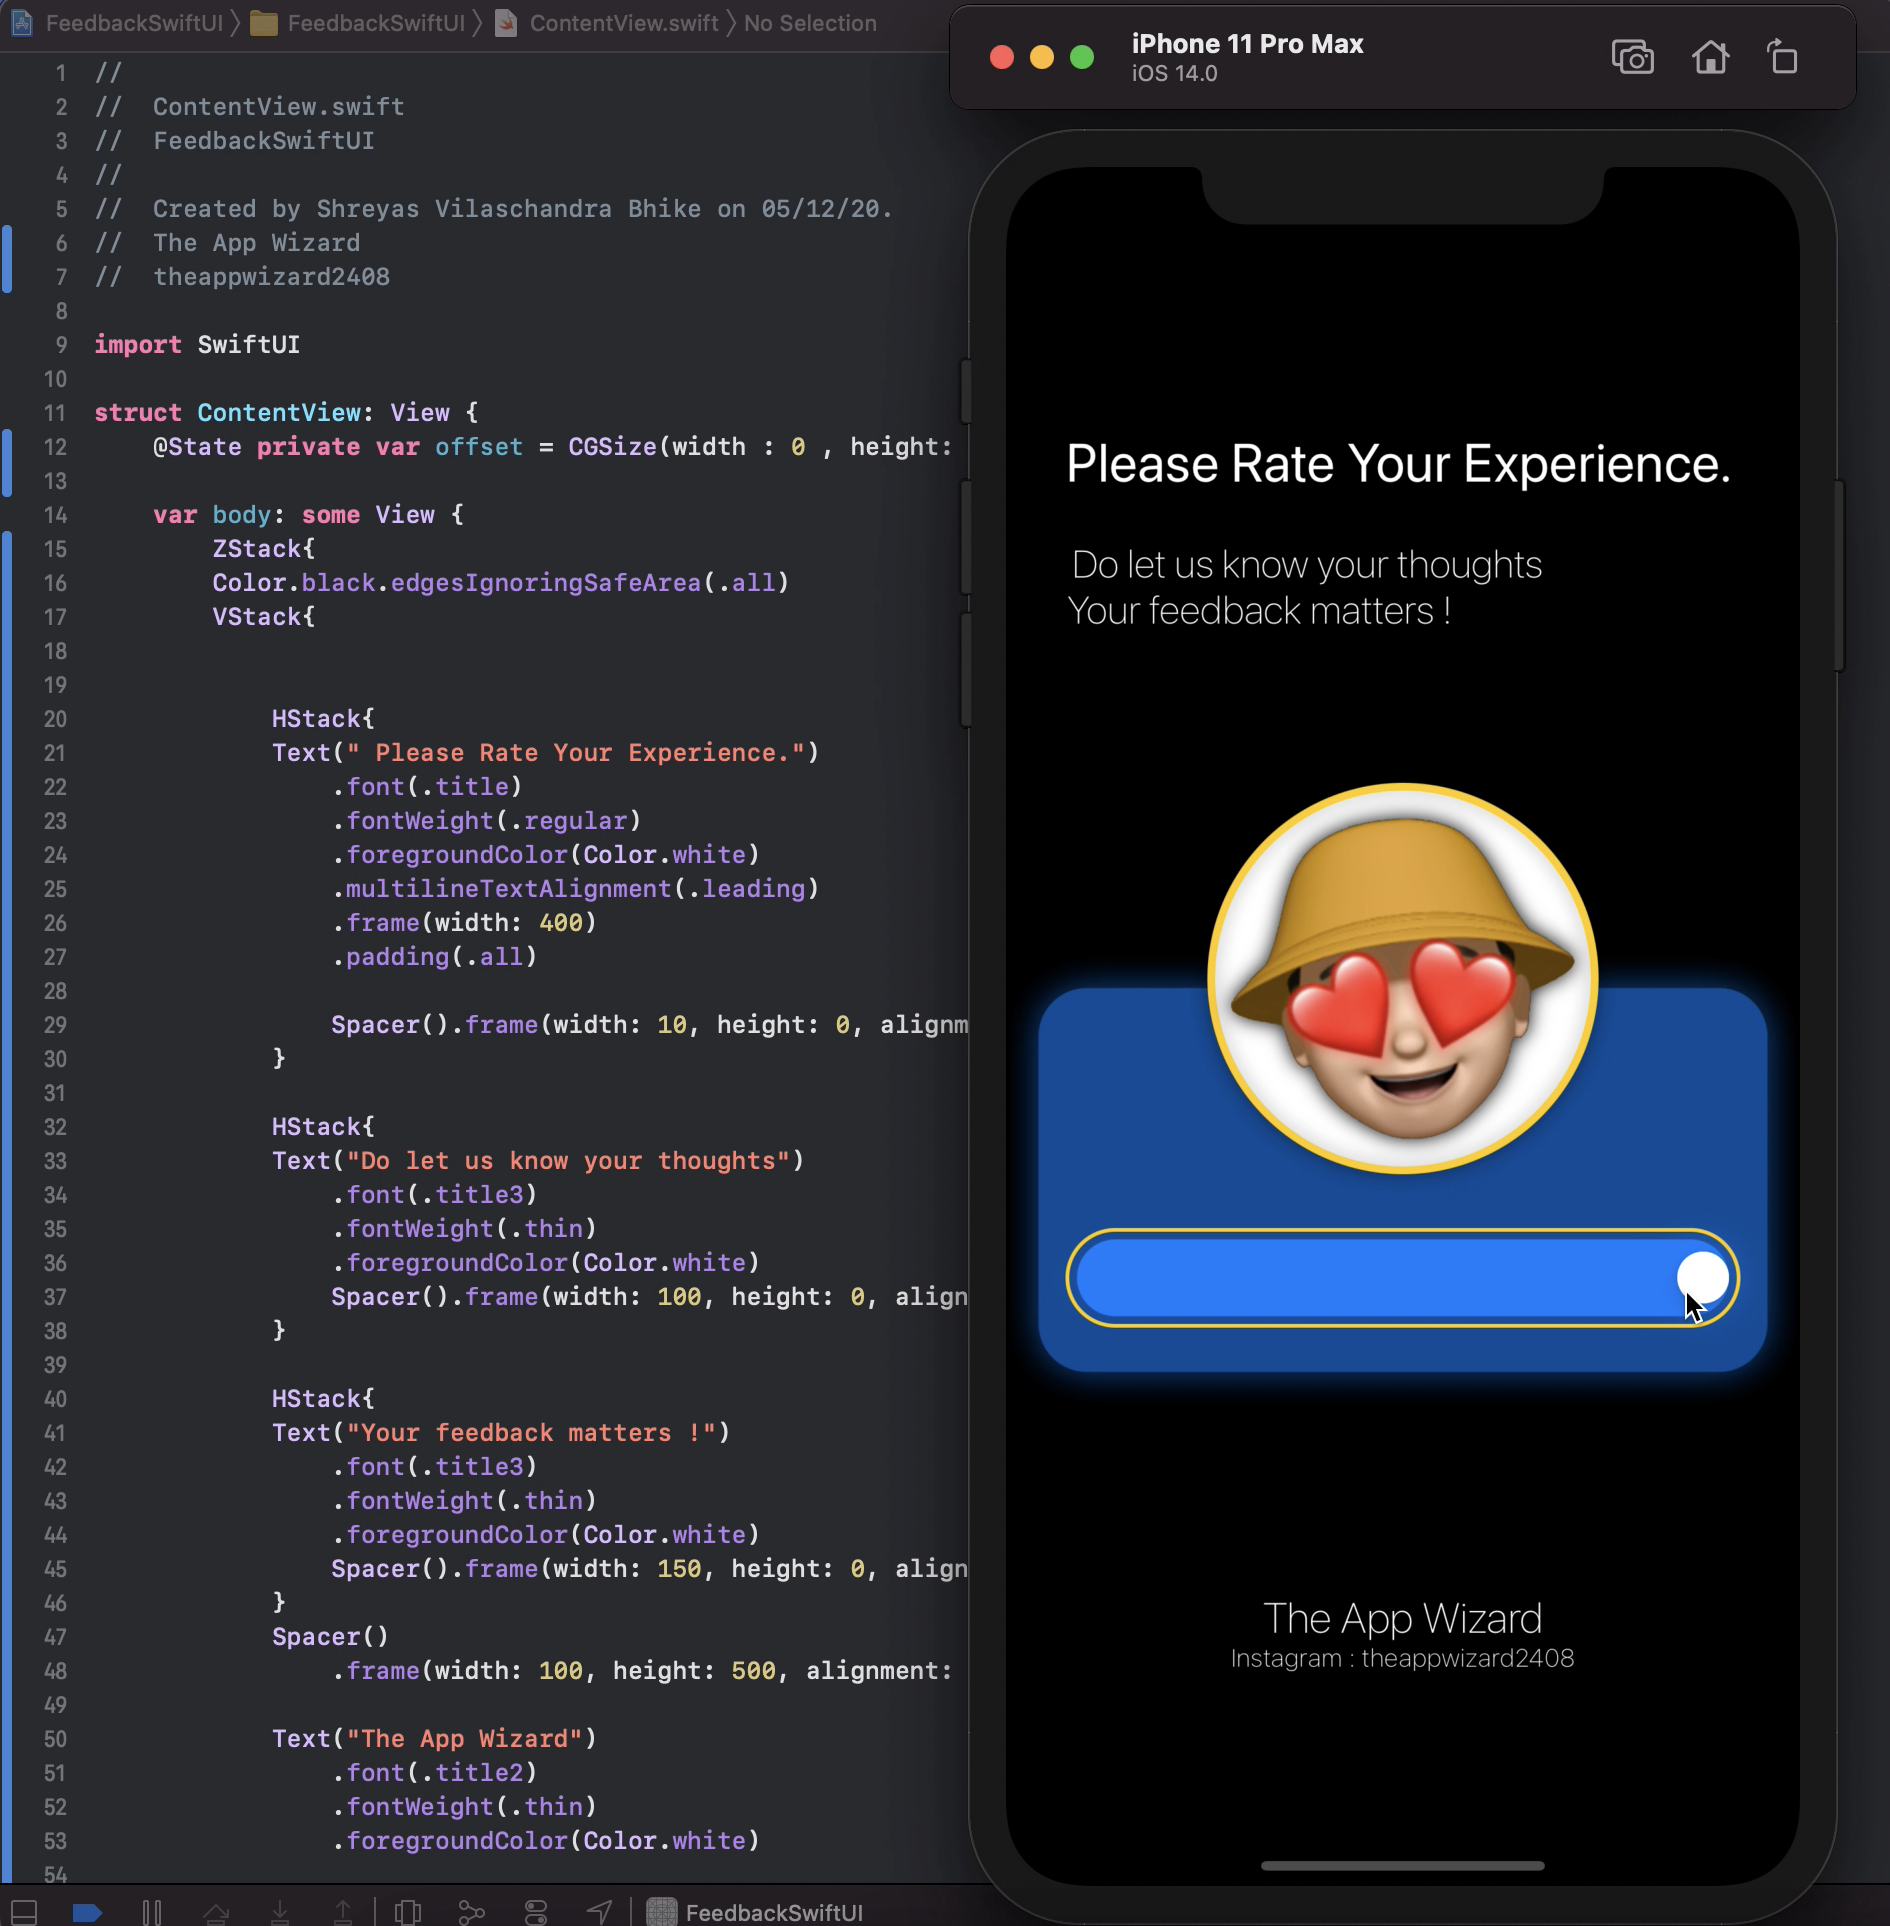 FeedbackSwiftUI 〉 FeedbackSwiftUI 〉 ContentView.swift 〉 No Selection
1 //
2 //  ContentView.swift
3 //  FeedbackSwiftUI
4 //
5 //  Created by Shreyas Vilaschandra Bhike on 05/12/20.
6 //  The App Wizard
7 //  theappwizard2408
8
9 import SwiftUI
10
11 struct ContentView: View {
12     @State private var offset = CGSize(width : 0 , height:
13
14     var body: some View {
15         ZStack{
16         Color.black.edgesIgnoringSafeArea(.all)
17         VStack{
18
19
20             HStack{
21             Text(" Please Rate Your Experience.")
22                 .font(.title)
23                 .fontWeight(.regular)
24                 .foregroundColor(Color.white)
25                 .multilineTextAlignment(.leading)
26                 .frame(width: 400)
27                 .padding(.all)
28
29                 Spacer().frame(width: 10, height: 0, alignm
30             }
31
32             HStack{
33             Text("Do let us know your thoughts")
34                 .font(.title3)
35                 .fontWeight(.thin)
36                 .foregroundColor(Color.white)
37                 Spacer().frame(width: 100, height: 0, align
38             }
39
40             HStack{
41             Text("Your feedback matters !")
42                 .font(.title3)
43                 .fontWeight(.thin)
44                 .foregroundColor(Color.white)
45                 Spacer().frame(width: 150, height: 0, align
46             }
47             Spacer()
48                 .frame(width: 100, height: 500, alignment:
49
50             Text("The App Wizard")
51                 .font(.title2)
52                 .fontWeight(.thin)
53                 .foregroundColor(Color.white)
54
FeedbackSwiftUI
iPhone 11 Pro Max
iOS 14.0
Please Rate Your Experience.
Do let us know your thoughts
Your feedback matters !
The App Wizard
Instagram : theappwizard2408